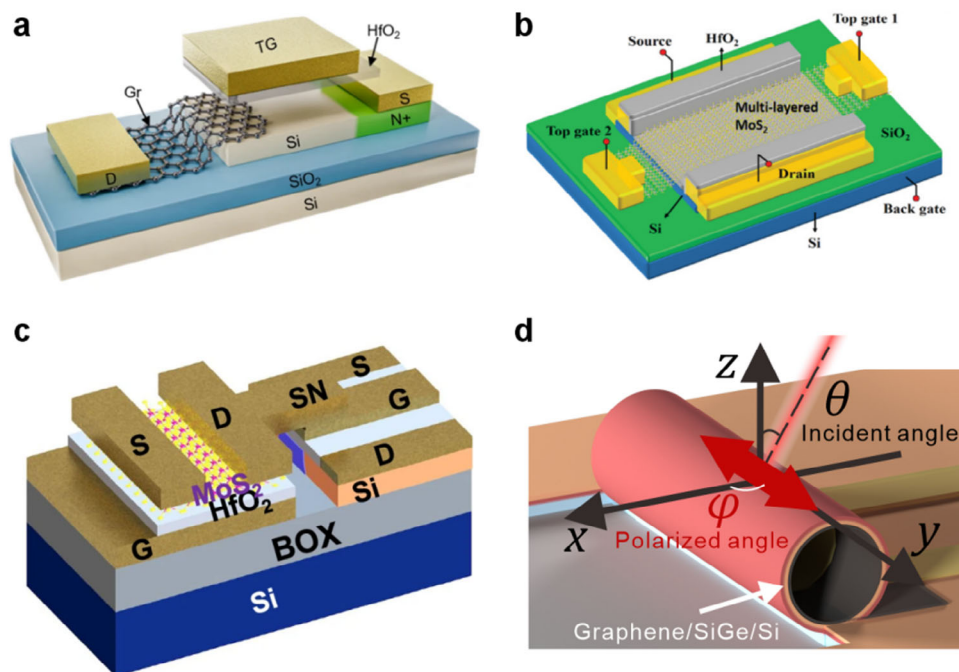 a
TG
HfO₂
Gr
S
N+
Si
D
SiO₂
Si
b
Top gate 1
Source
HfO₂
Multi-layered
MoS₂
SiO₂
Top gate 2
Drain
Back gate
Si
Si
c
S
SN
D
G
S
D
MoS₂
Si
HfO₂
G
BOX
Si
d
z
θ
Incident angle
φ
x
Polarized angle
y
Graphene/SiGe/Si